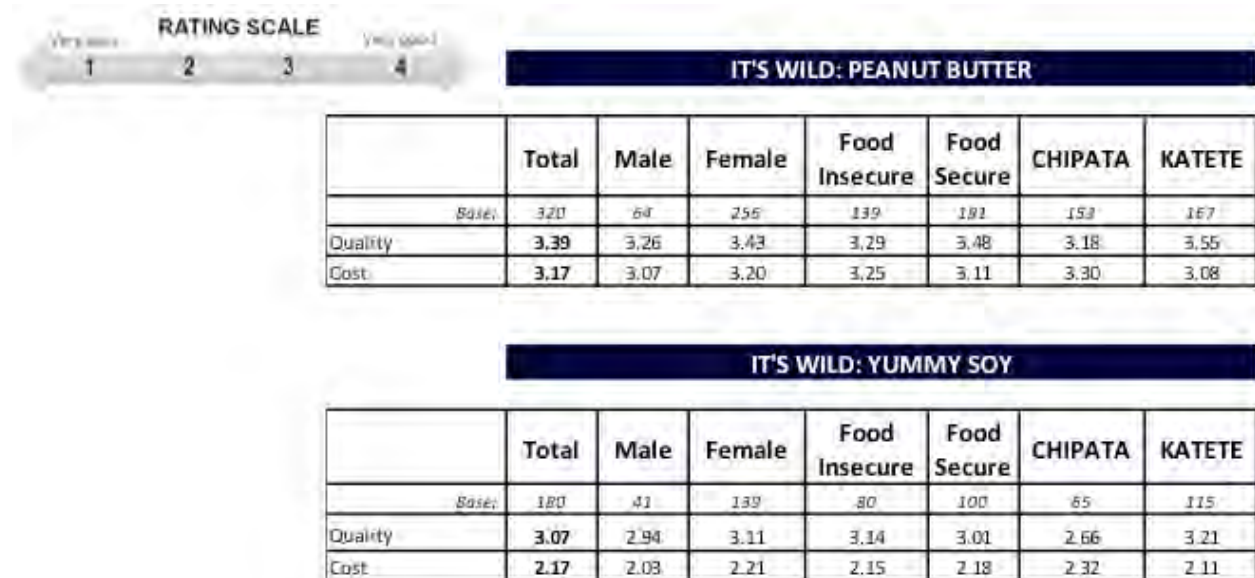 RATING SCALE
1 2 3 4
IT'S WILD: PEANUT BUTTER
Total Male Female Food Insecure Food Secure CHIPATA KATETE
Base: 320 64 256 139 181 153 167
Quality 3.39 3.26 3.43 3.29 3.48 3.18 3.55
Cost 3.17 3.07 3.20 3.25 3.11 3.30 3.08
IT'S WILD: YUMMY SOY
Total Male Female Food Insecure Food Secure CHIPATA KATETE
Base: 180 41 139 80 100 65 115
Quality 3.07 2.94 3.11 3.14 3.01 2.66 3.21
Cost 2.17 2.03 2.21 2.15 2.18 2.32 2.11